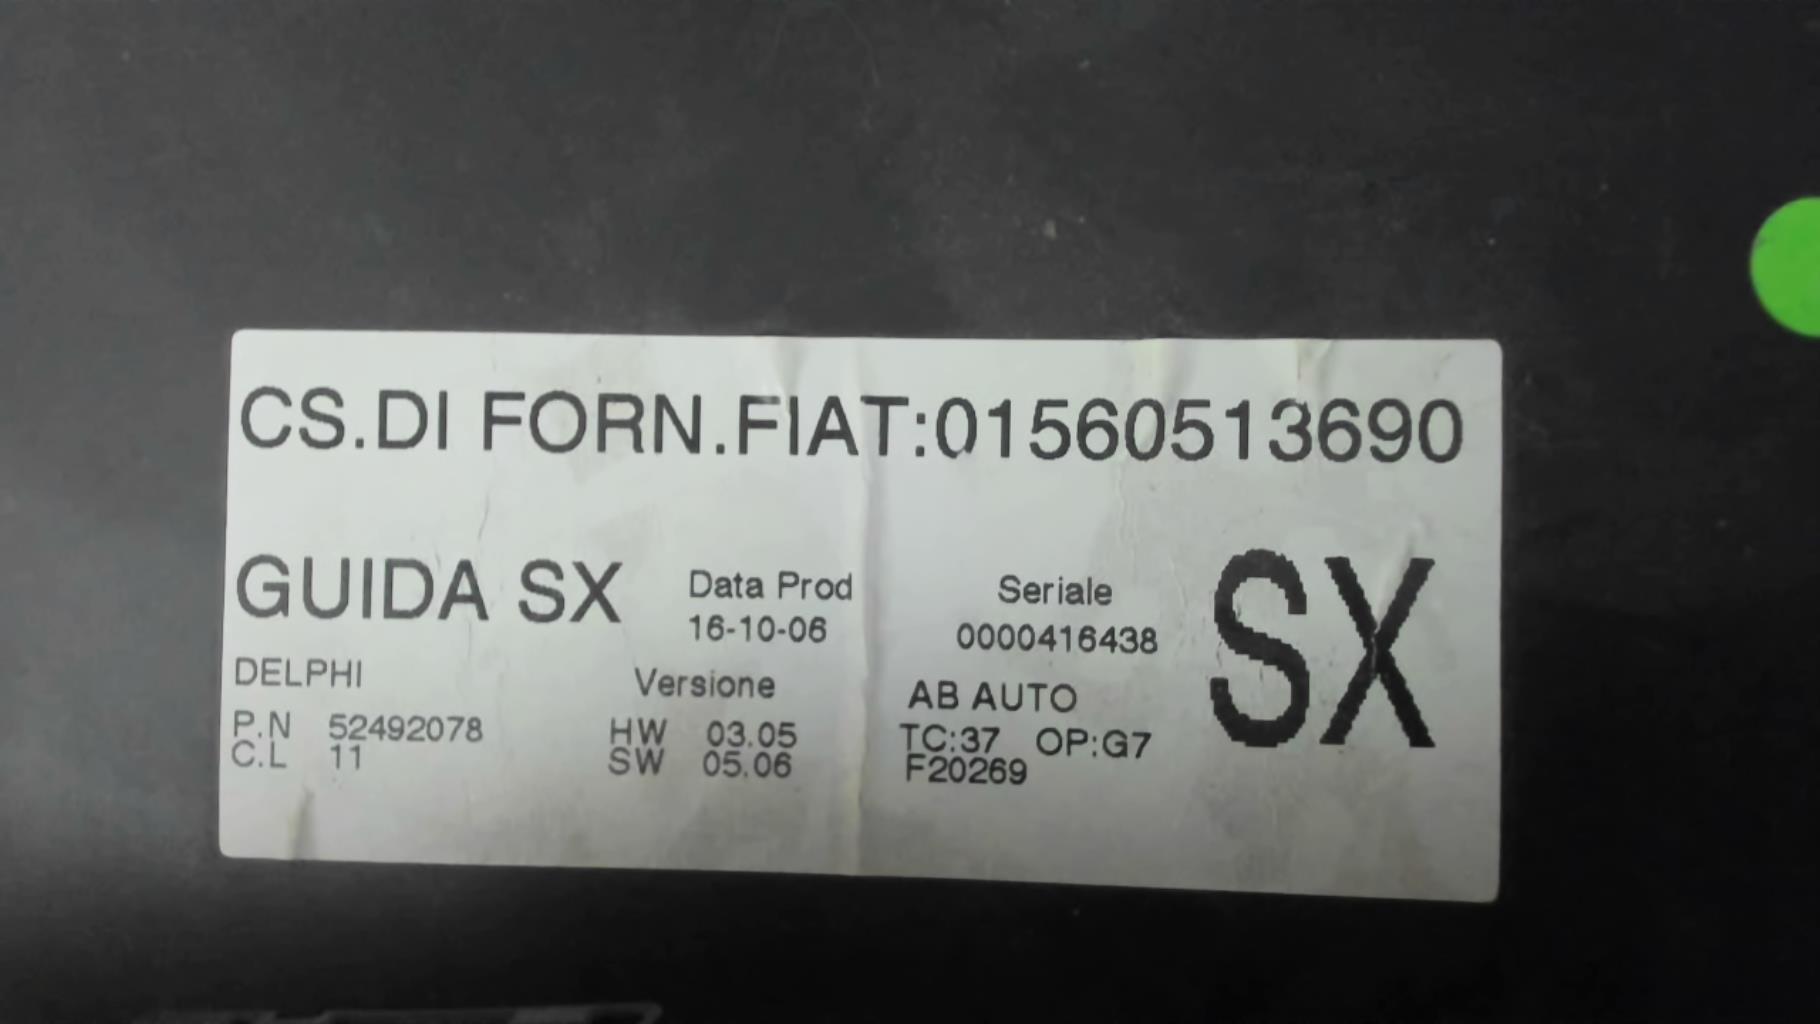 CS.DI FORN.FIAT:01560513690
GUIDA SX
Data Prod
16-10-06
Seriale
0000416438
SX
DELPHI
P.N 52492078
C.L 11
Versione
HW 03.05
SW 05.06
AB AUTO
TC:37 OP:G7
F20269